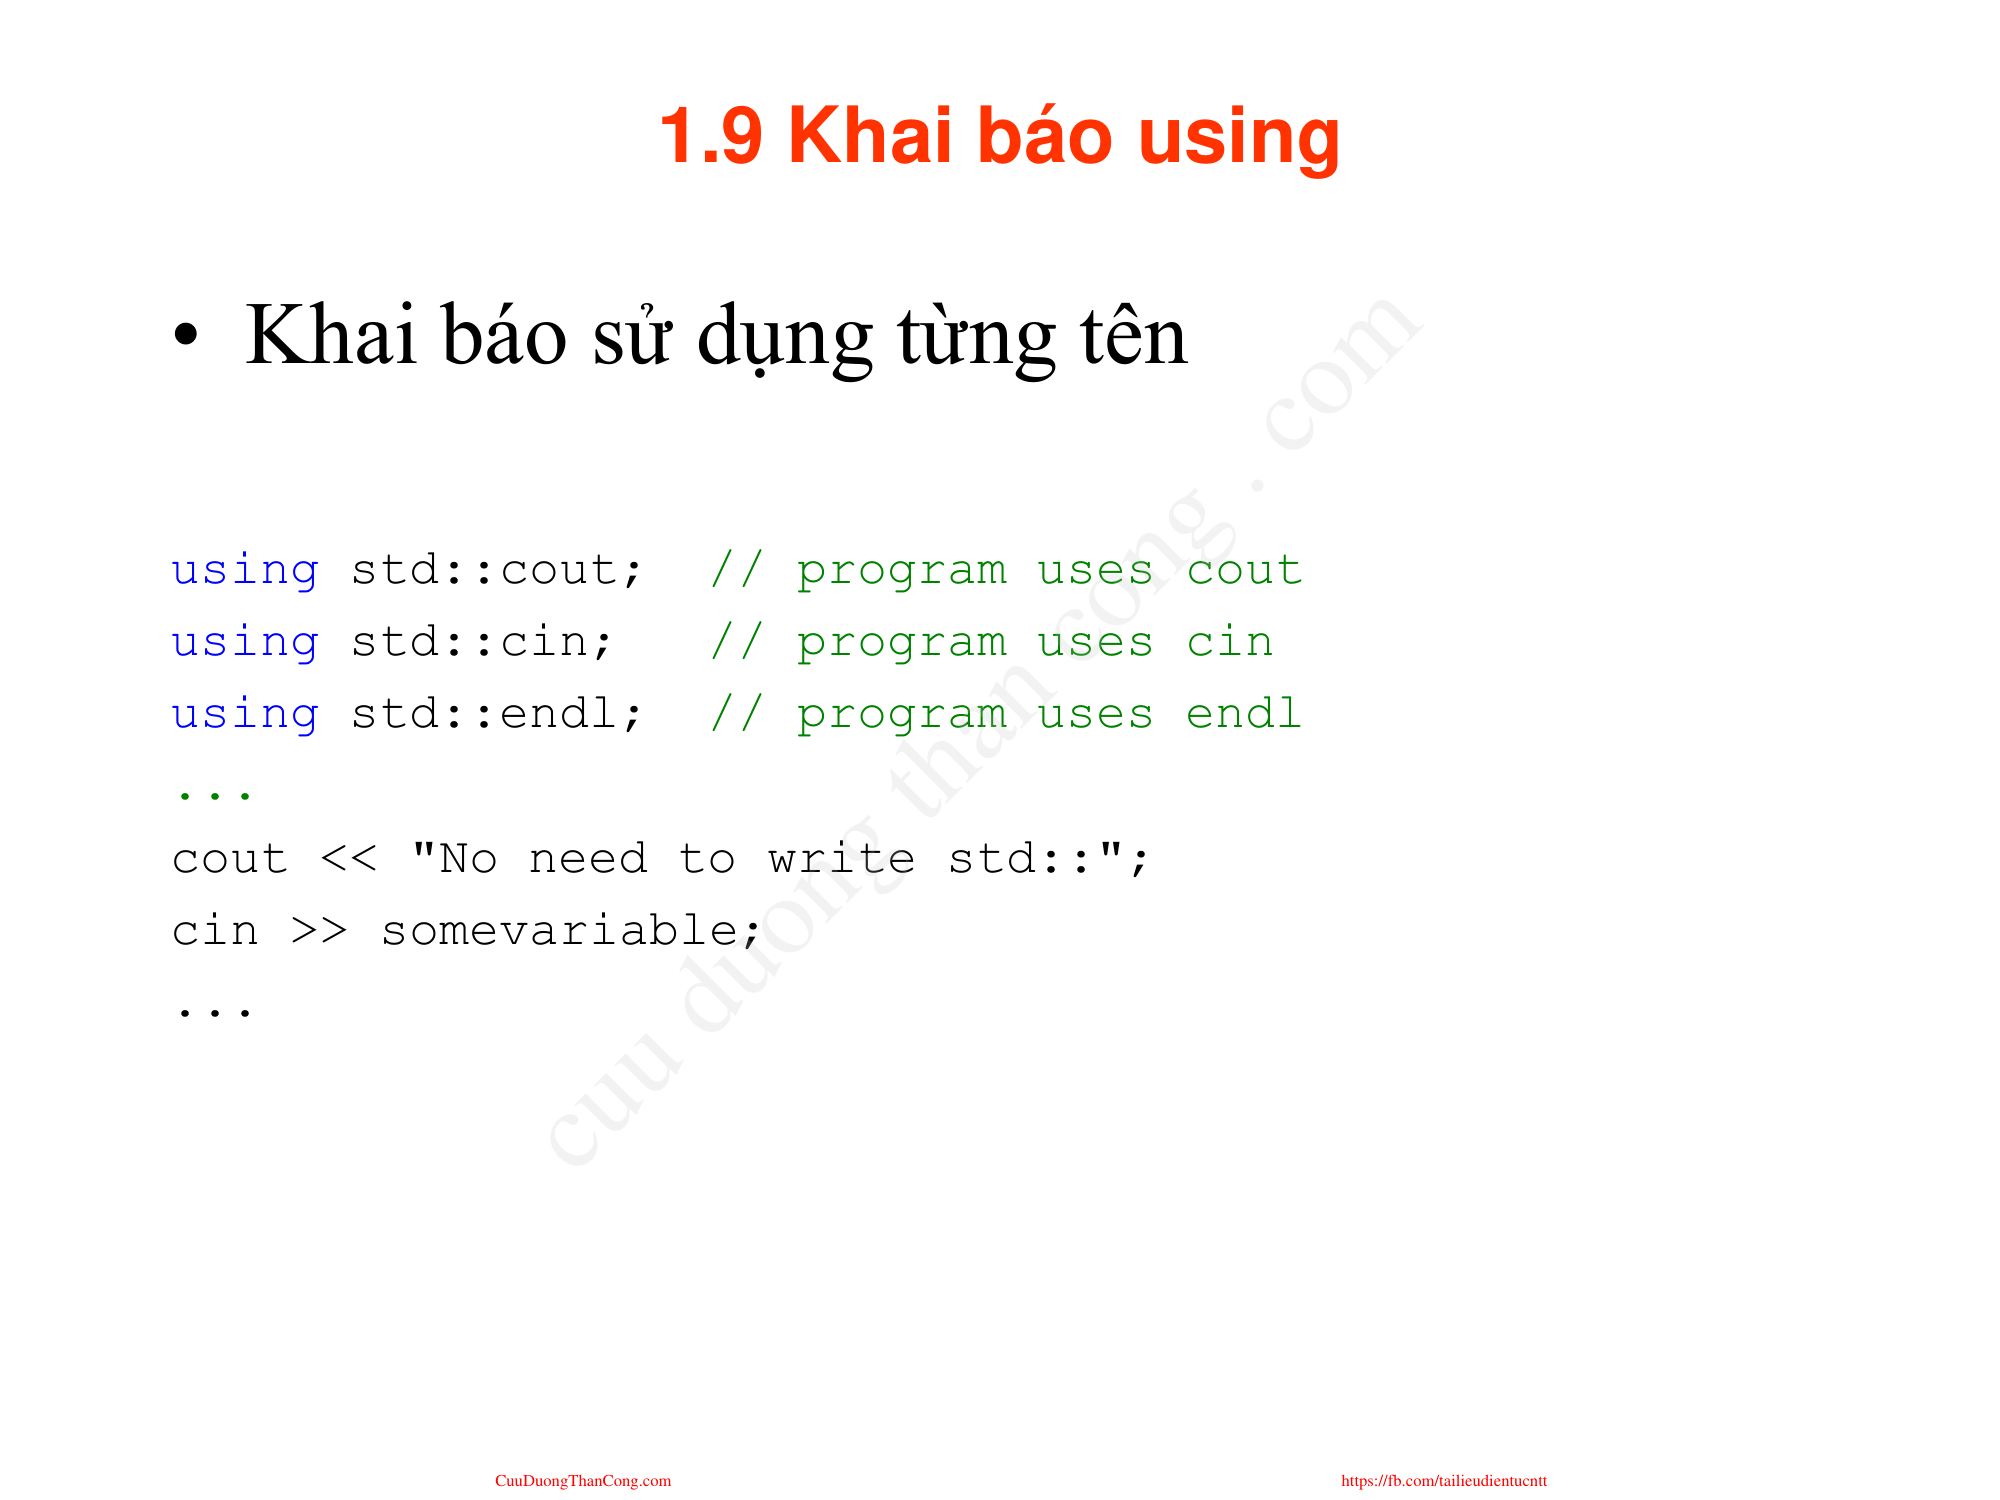 1.9 Khai báo using
• Khai báo sử dụng từng tên
using std::cout;  // program uses cout
using std::cin;   // program uses cin
using std::endl;  // program uses endl
...
cout << "No need to write std::";
cin >> somevariable;
...
cuu duong than cong . com
CuuDuongThanCong.com
https://fb.com/tailieudientucntt